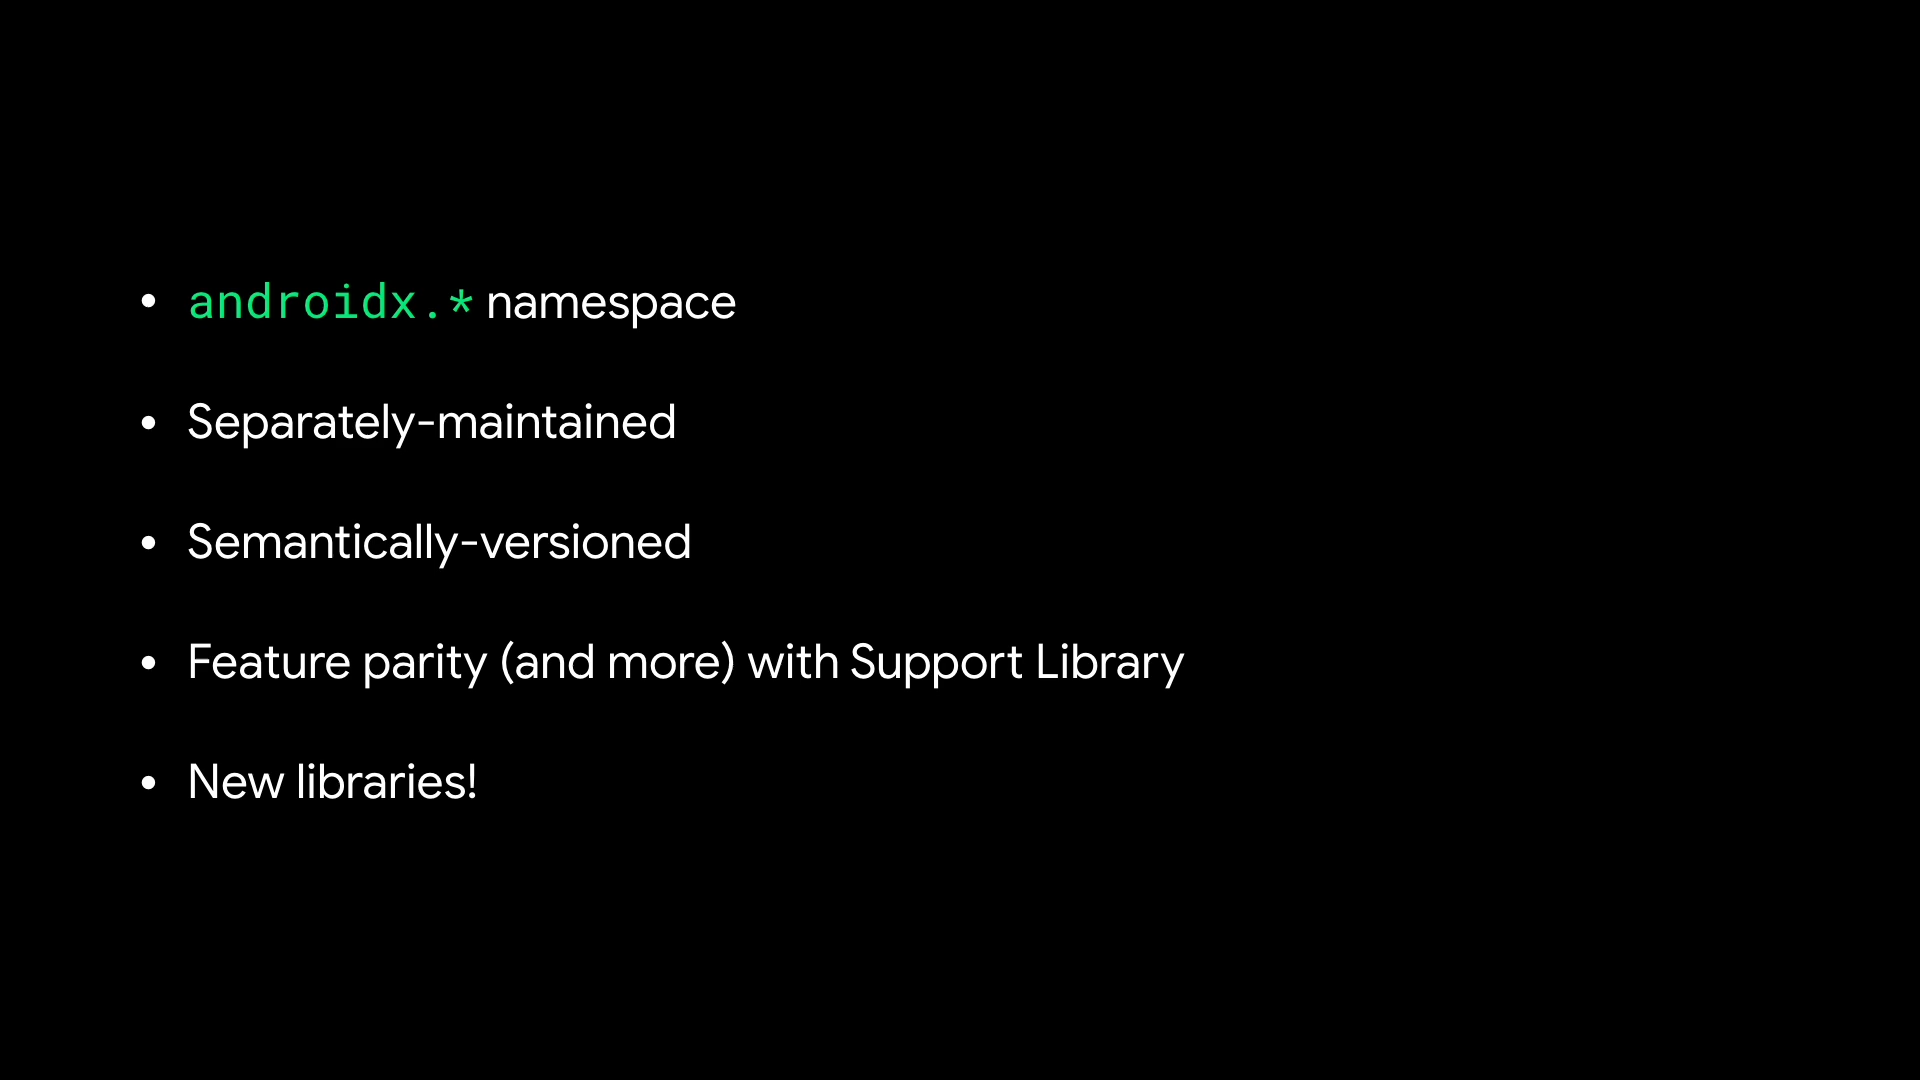 • androidx.* namespace
• Separately-maintained
• Semantically-versioned
• Feature parity (and more) with Support Library
• New libraries!